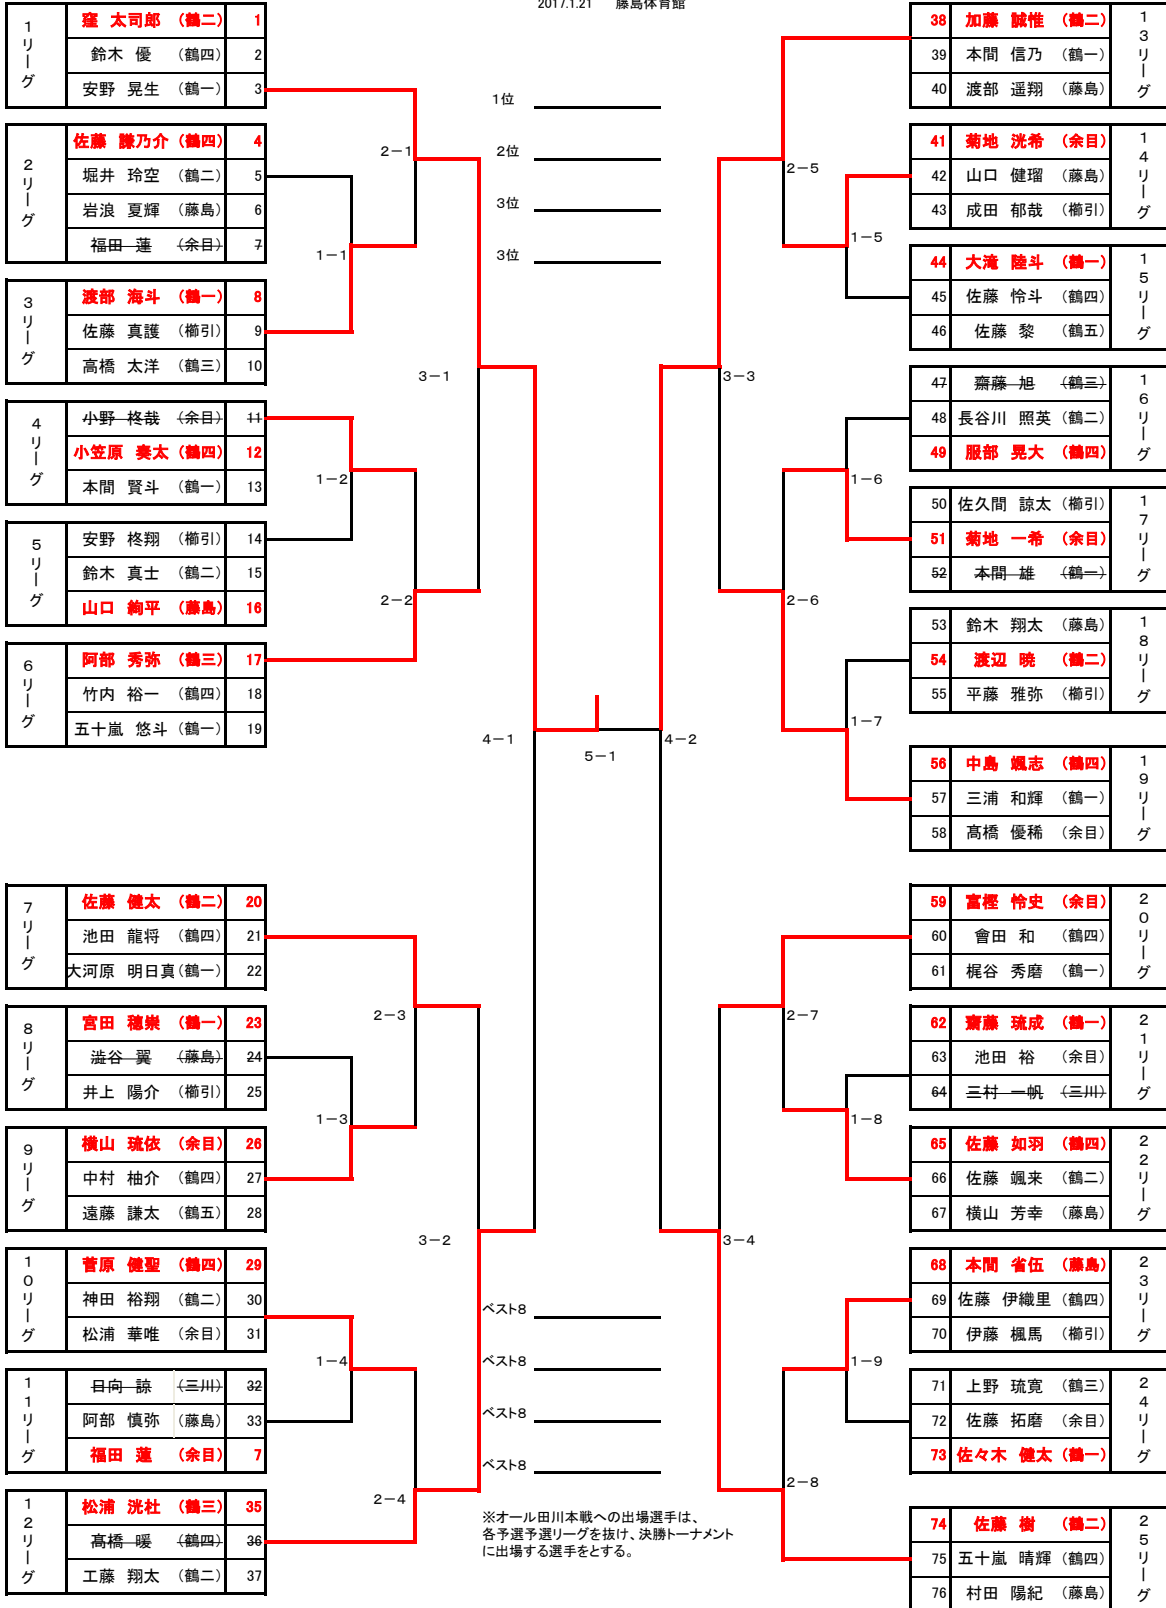 2017.1.21　藤島体育館
1リーグ
窪 太司郎 （鶴二） 1
鈴木 優 （鶴四） 2
安野 晃生 （鶴一） 3
2リーグ
佐藤 謙乃介 （鶴四） 4
堀井 玲空 （鶴二） 5
岩浪 夏輝 （藤島） 6
福田 蓮 （余目） 7
3リーグ
渡部 海斗 （鶴一） 8
佐藤 真護 （櫛引） 9
高橋 太洋 （鶴三） 10
4リーグ
小野 柊哉 （余目） 11
小笠原 奏太 （鶴四） 12
本間 賢斗 （鶴一） 13
5リーグ
安野 柊翔 （櫛引） 14
鈴木 真士 （鶴二） 15
山口 絢平 （藤島） 16
6リーグ
阿部 秀弥 （鶴三） 17
竹内 裕一 （鶴四） 18
五十嵐 悠斗 （鶴一） 19
7リーグ
佐藤 健太 （鶴二） 20
池田 龍将 （鶴四） 21
大河原 明日真 （鶴一） 22
8リーグ
宮田 穂崇 （鶴一） 23
澁谷 翼 （藤島） 24
井上 陽介 （櫛引） 25
9リーグ
横山 琉依 （余目） 26
中村 柚介 （鶴四） 27
遠藤 謙太 （鶴五） 28
10リーグ
菅原 健聖 （鶴四） 29
神田 裕翔 （鶴二） 30
松浦 華唯 （余目） 31
11リーグ
日向 諒 （三川） 32
阿部 慎弥 （藤島） 33
福田 蓮 （余目） 7
12リーグ
松浦 洸杜 （鶴三） 35
髙橋 暖 （鶴四） 36
工藤 翔太 （鶴二） 37
1－1
1－2
1－3
1－4
2－1
2－2
2－3
2－4
3－1
3－2
4－1
5－1
4－2
1位
2位
3位
3位
ベスト8
ベスト8
ベスト8
ベスト8
※オール田川本戦への出場選手は、
各予選予選リーグを抜け、決勝トーナメント
に出場する選手をとする。
3－3
3－4
2－5
2－6
2－7
2－8
1－5
1－6
1－7
1－8
1－9
38 加藤 誠惟 （鶴二）
39 本間 信乃 （鶴一）
40 渡部 遥翔 （藤島）
13リーグ
41 菊地 洸希 （余目）
42 山口 健瑠 （藤島）
43 成田 郁哉 （櫛引）
14リーグ
44 大滝 陸斗 （鶴一）
45 佐藤 怜斗 （鶴四）
46 佐藤 黎 （鶴五）
15リーグ
47 齋藤 旭 （鶴三）
48 長谷川 照英 （鶴二）
49 服部 晃大 （鶴四）
16リーグ
50 佐久間 諒太 （櫛引）
51 菊地 一希 （余目）
52 本間 雄 （鶴一）
17リーグ
53 鈴木 翔太 （藤島）
54 渡辺 暁 （鶴二）
55 平藤 雅弥 （櫛引）
18リーグ
56 中島 颯志 （鶴四）
57 三浦 和輝 （鶴一）
58 髙橋 優稀 （余目）
19リーグ
59 富樫 怜史 （余目）
60 會田 和 （鶴四）
61 梶谷 秀磨 （鶴一）
20リーグ
62 齋藤 琉成 （鶴一）
63 池田 裕 （余目）
64 三村 一帆 （三川）
21リーグ
65 佐藤 如羽 （鶴四）
66 佐藤 颯来 （鶴二）
67 横山 芳幸 （藤島）
22リーグ
68 本間 省伍 （藤島）
69 佐藤 伊織里 （鶴四）
70 伊藤 楓馬 （櫛引）
23リーグ
71 上野 琉寛 （鶴三）
72 佐藤 拓磨 （余目）
73 佐々木 健太 （鶴一）
24リーグ
74 佐藤 樹 （鶴二）
75 五十嵐 晴輝 （鶴四）
76 村田 陽紀 （藤島）
25リーグ